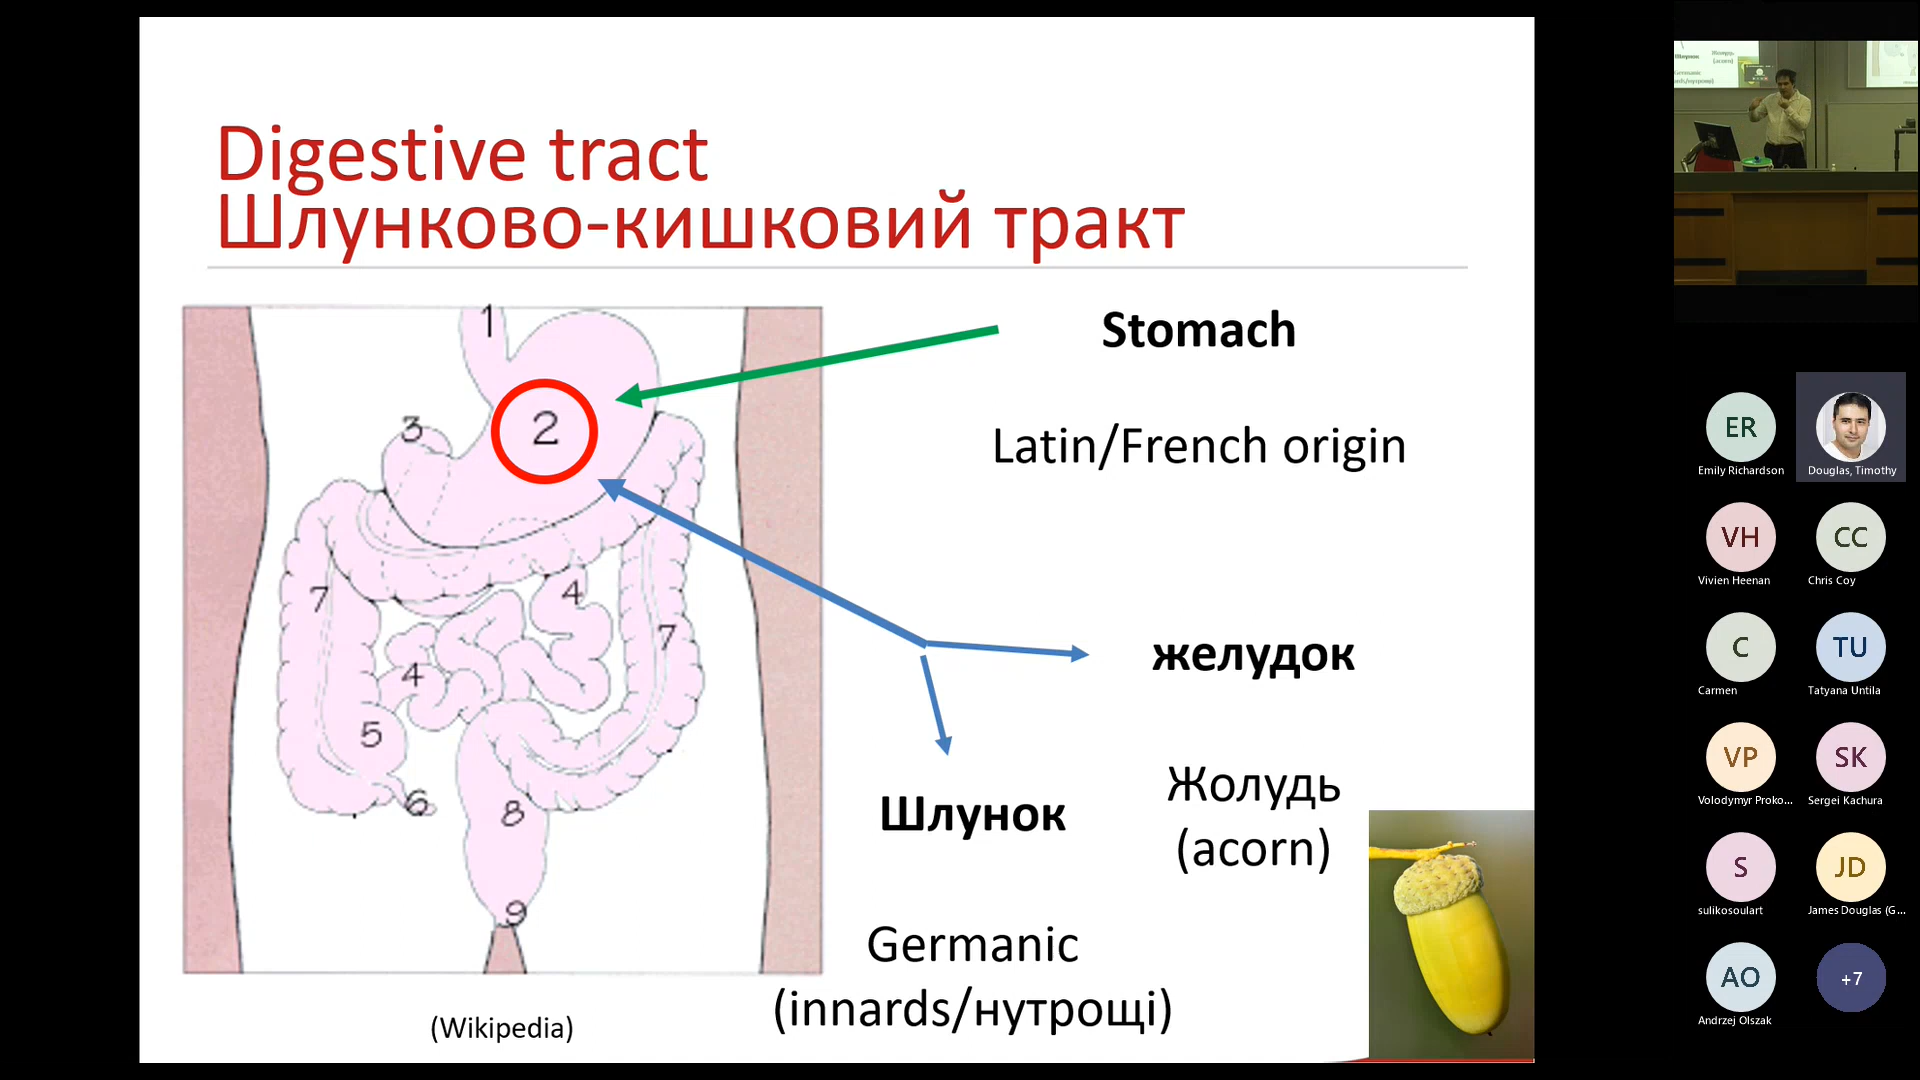 Digestive tract
Шлунково-кишковий тракт
1
2
3
4
4
5
6
7
7
8
9
(Wikipedia)
Stomach
Latin/French origin
желудок
Жолудь
(acorn)
Шлунок
Germanic
(innards/нутрощі)
Жолудь
(acorn)
Germanic
ER
Emily Richardson
Douglas, Timothy
VH
Vivien Heenan
CC
Chris Coy
C
Carmen
TU
Tatyana Untila
VP
Volodymyr Proko...
SK
Sergei Kachura
S
sulikosoulart
JD
James Douglas (G...
AO
Andrzej Olszak
+7